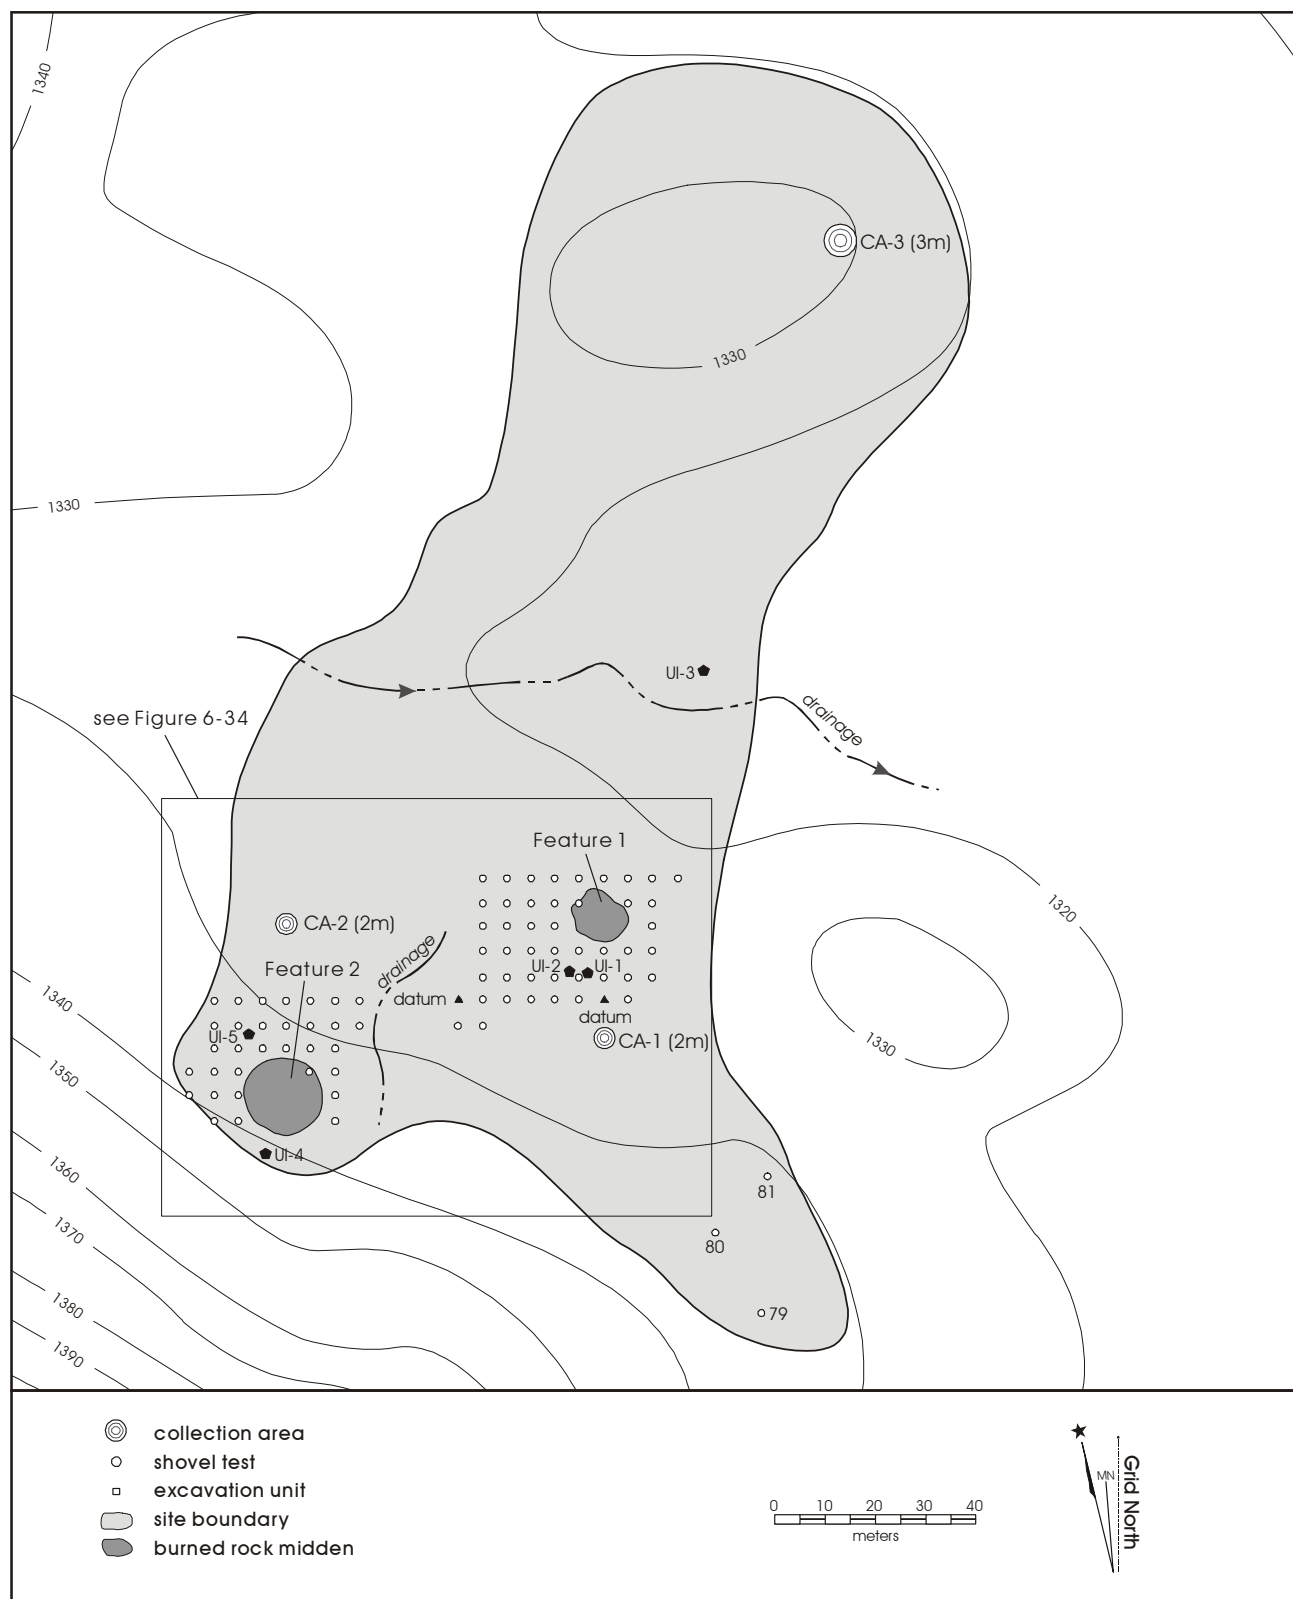 1340
CA-3 (3m)
1330
1330
UI-3
drainage
see Figure 6-34
Feature 1
1320
CA-2 (2m)
drainage
Feature 2
UI-2
UI-1
datum
datum
1340
UI-5
CA-1 (2m)
1330
1350
UI-4
1360
81
1370
80
1380
79
1390
collection area
shovel test
excavation unit
site boundary
burned rock midden
0 10 20 30 40
meters
MN
Grid North